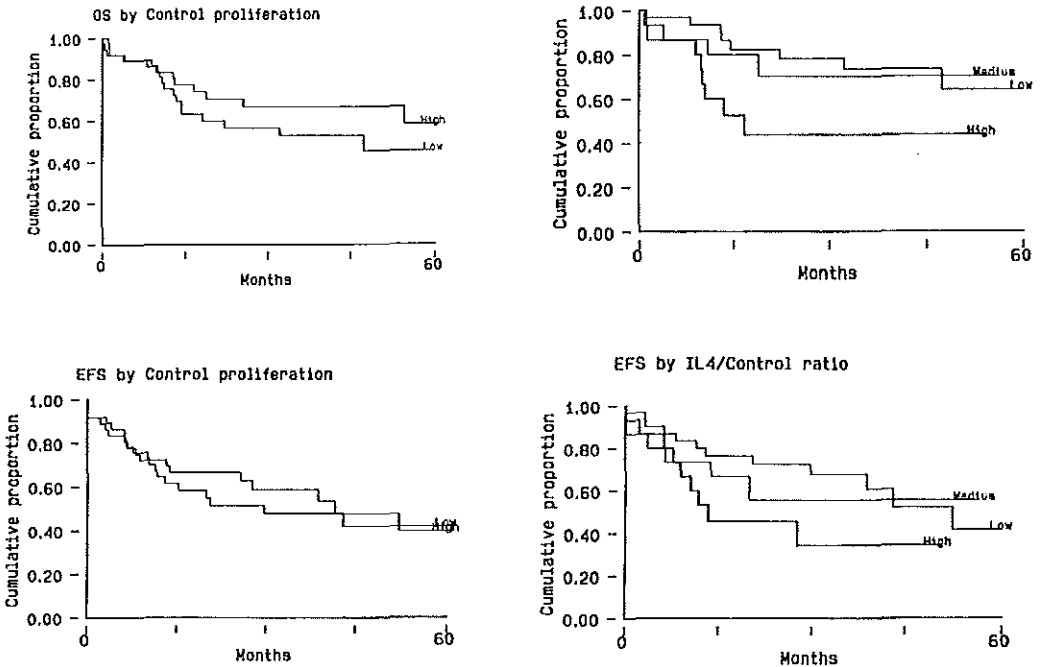 OS by Control proliferation
Cumulative proportion
1.00
0.80
0.60
0.40
0.20
0.00
High
Low
0
60
Months
Cumulative proportion
1.00
0.80
0.60
0.40
0.20
0.00
Medium
Low
High
0
60
Months
EFS by Control proliferation
Cumulative proportion
1.00
0.80
0.60
0.40
0.20
0.00
Low
High
0
60
Months
EFS by IL4/Control ratio
Cumulative proportion
1.00
0.80
0.60
0.40
0.20
0.00
Medium
Low
High
0
60
Months